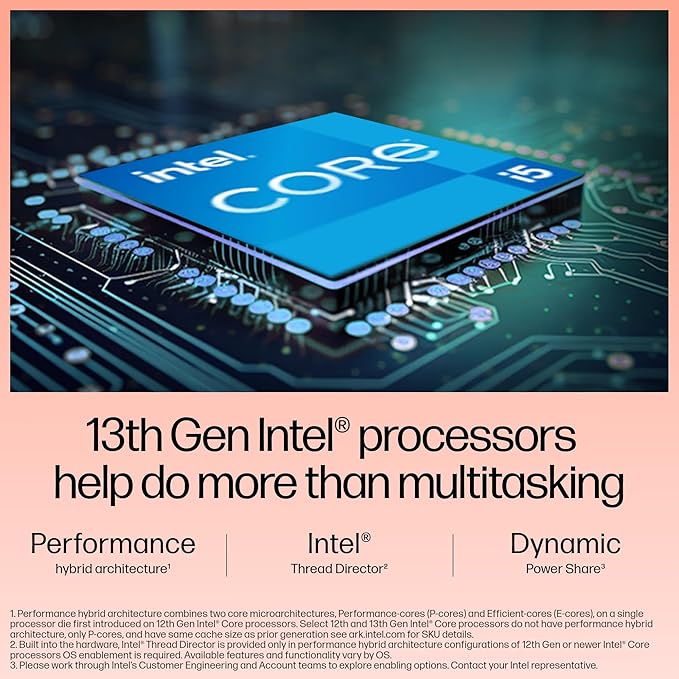 intel.
CORE
i5
13th Gen Intel® processors
help do more than multitasking
Performance
hybrid architecture¹
Intel®
Thread Director²
Dynamic
Power Share³
1. Performance hybrid architecture combines two core microarchitectures, Performance-cores (P-cores) and Efficient-cores (E-cores), on a single
processor die first introduced on 12th Gen Intel® Core processors. Select 12th and 13th Gen Intel® Core processors do not have performance hybrid
architecture, only P-cores, and have same cache size as prior generation see ark.intel.com for SKU details.
2. Built into the hardware, Intel® Thread Director is provided only in performance hybrid architecture configurations of 12th Gen or newer Intel® Core
processors OS enablement is required. Available features and functionality vary by OS.
3. Please work through Intel's Customer Engineering and Account teams to explore enabling options. Contact your Intel representative.